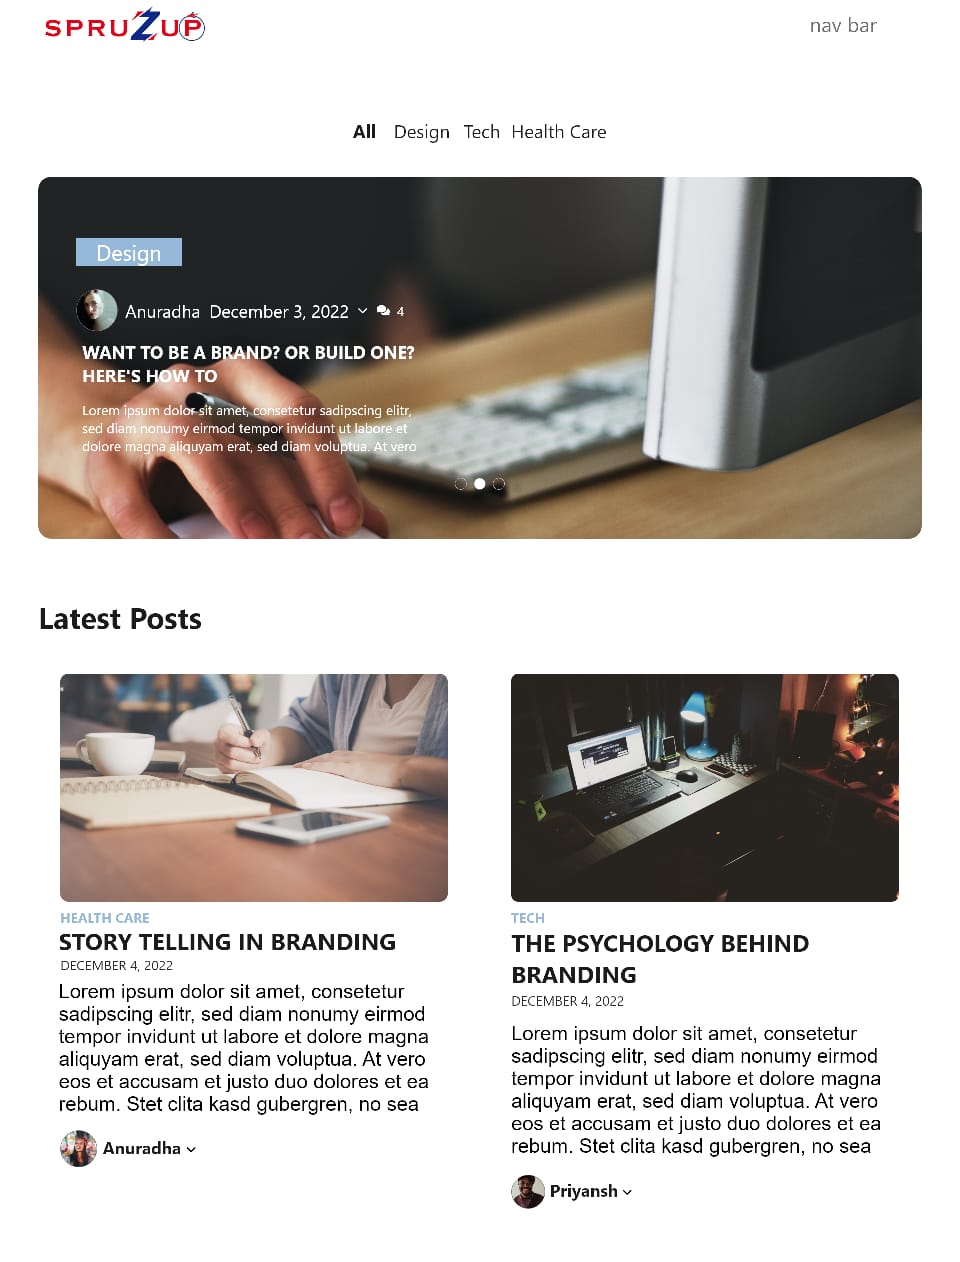 SPRUZUP
nav bar
All Design Tech Health Care
Design
Anuradha December 3, 2022 4
WANT TO BE A BRAND? OR BUILD ONE?
HERE'S HOW TO
Lorem ipsum dolor sit amet, consetetur sadipscing elitr,
sed diam nonumy eirmod tempor invidunt ut labore et
dolore magna aliquyam erat, sed diam voluptua. At vero
Latest Posts
HEALTH CARE
STORY TELLING IN BRANDING
DECEMBER 4, 2022
Lorem ipsum dolor sit amet, consetetur
sadipscing elitr, sed diam nonumy eirmod
tempor invidunt ut labore et dolore magna
aliquyam erat, sed diam voluptua. At vero
eos et accusam et justo duo dolores et ea
rebum. Stet clita kasd gubergren, no sea
Anuradha
TECH
THE PSYCHOLOGY BEHIND
BRANDING
DECEMBER 4, 2022
Lorem ipsum dolor sit amet, consetetur
sadipscing elitr, sed diam nonumy eirmod
tempor invidunt ut labore et dolore magna
aliquyam erat, sed diam voluptua. At vero
eos et accusam et justo duo dolores et ea
rebum. Stet clita kasd gubergren, no sea
Priyansh